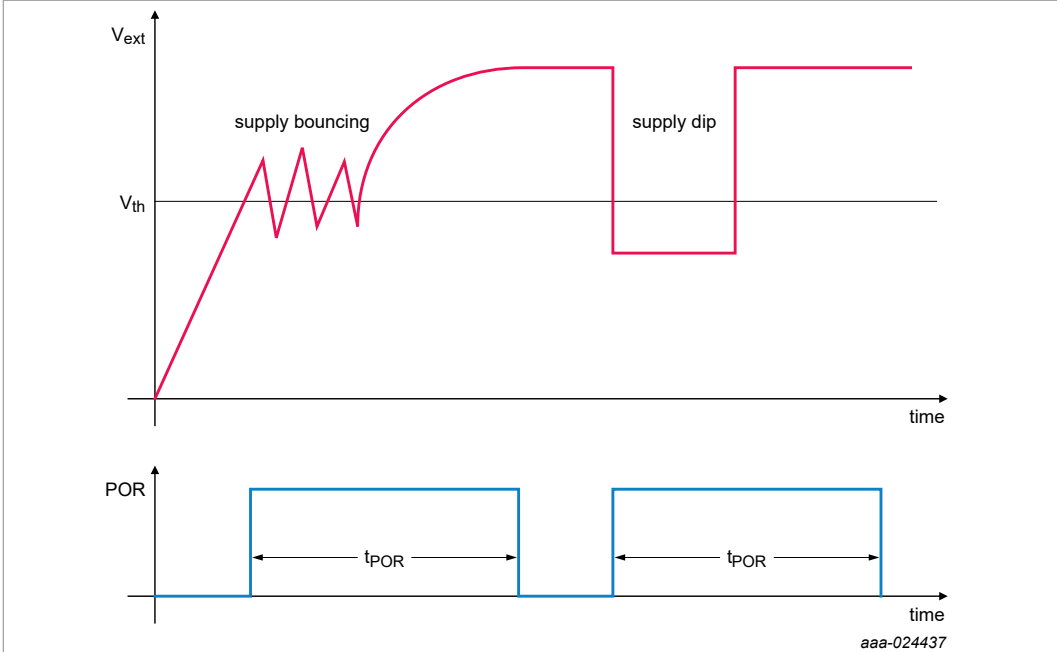 Vext
supply bouncing
supply dip
Vth
time
POR
tPOR
tPOR
time
aaa-024437